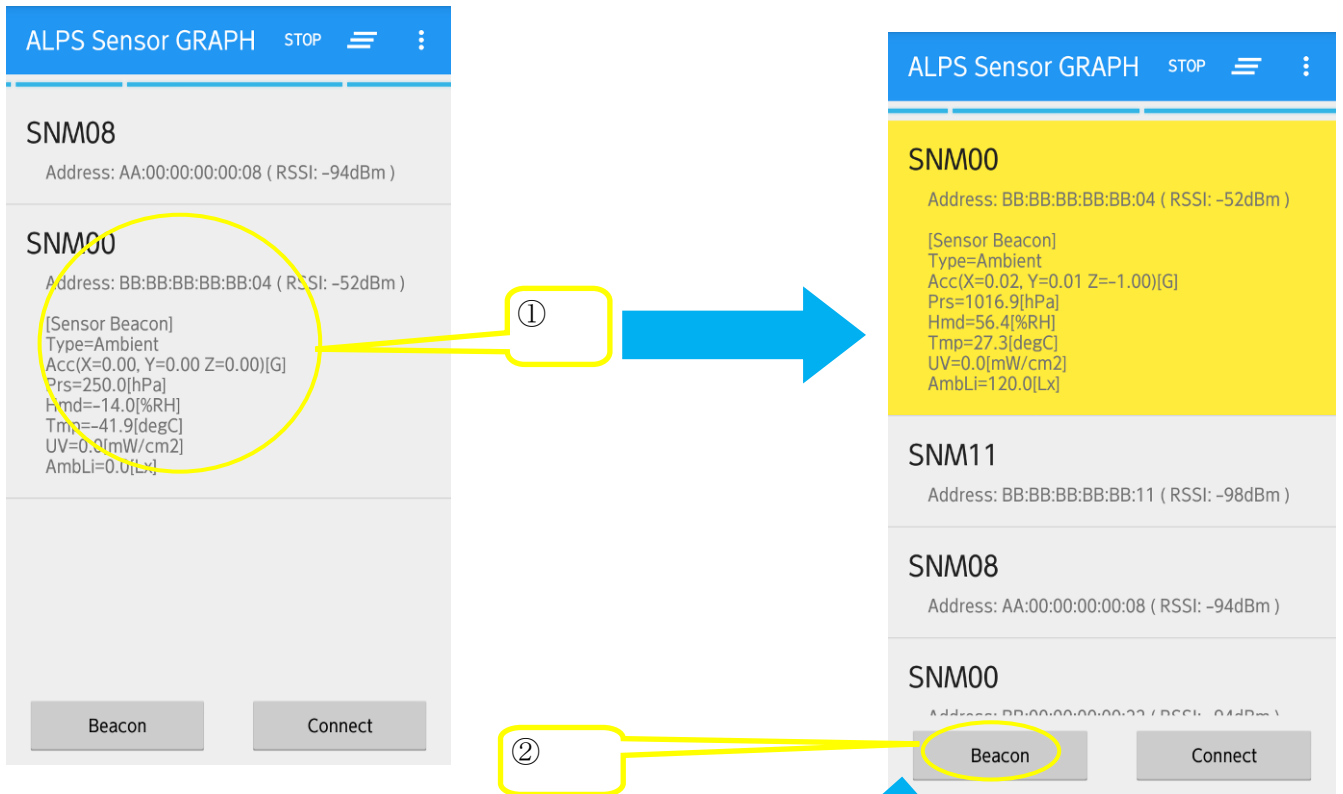 ALPS Sensor GRAPH STOP
SNM08
Address: AA:00:00:00:00:08 ( RSSI: -94dBm )
SNM00
Address: BB:BB:BB:BB:BB:04 ( RSSI: -52dBm )
[Sensor Beacon]
Type=Ambient
Acc(X=0.00, Y=0.00 Z=0.00)[G]
Prs=250.0[hPa]
Hmd=-14.0[%RH]
Tmp=-41.9[degC]
UV=0.0[mW/cm2]
AmbLi=0.0[Lx]
Beacon Connect
①
②
ALPS Sensor GRAPH STOP
SNM00
Address: BB:BB:BB:BB:BB:04 ( RSSI: -52dBm )
[Sensor Beacon]
Type=Ambient
Acc(X=0.02, Y=0.01 Z=-1.00)[G]
Prs=1016.9[hPa]
Hmd=56.4[%RH]
Tmp=27.3[degC]
UV=0.0[mW/cm2]
AmbLi=120.0[Lx]
SNM11
Address: BB:BB:BB:BB:BB:11 ( RSSI: -98dBm )
SNM08
Address: AA:00:00:00:00:08 ( RSSI: -94dBm )
SNM00
Beacon Connect